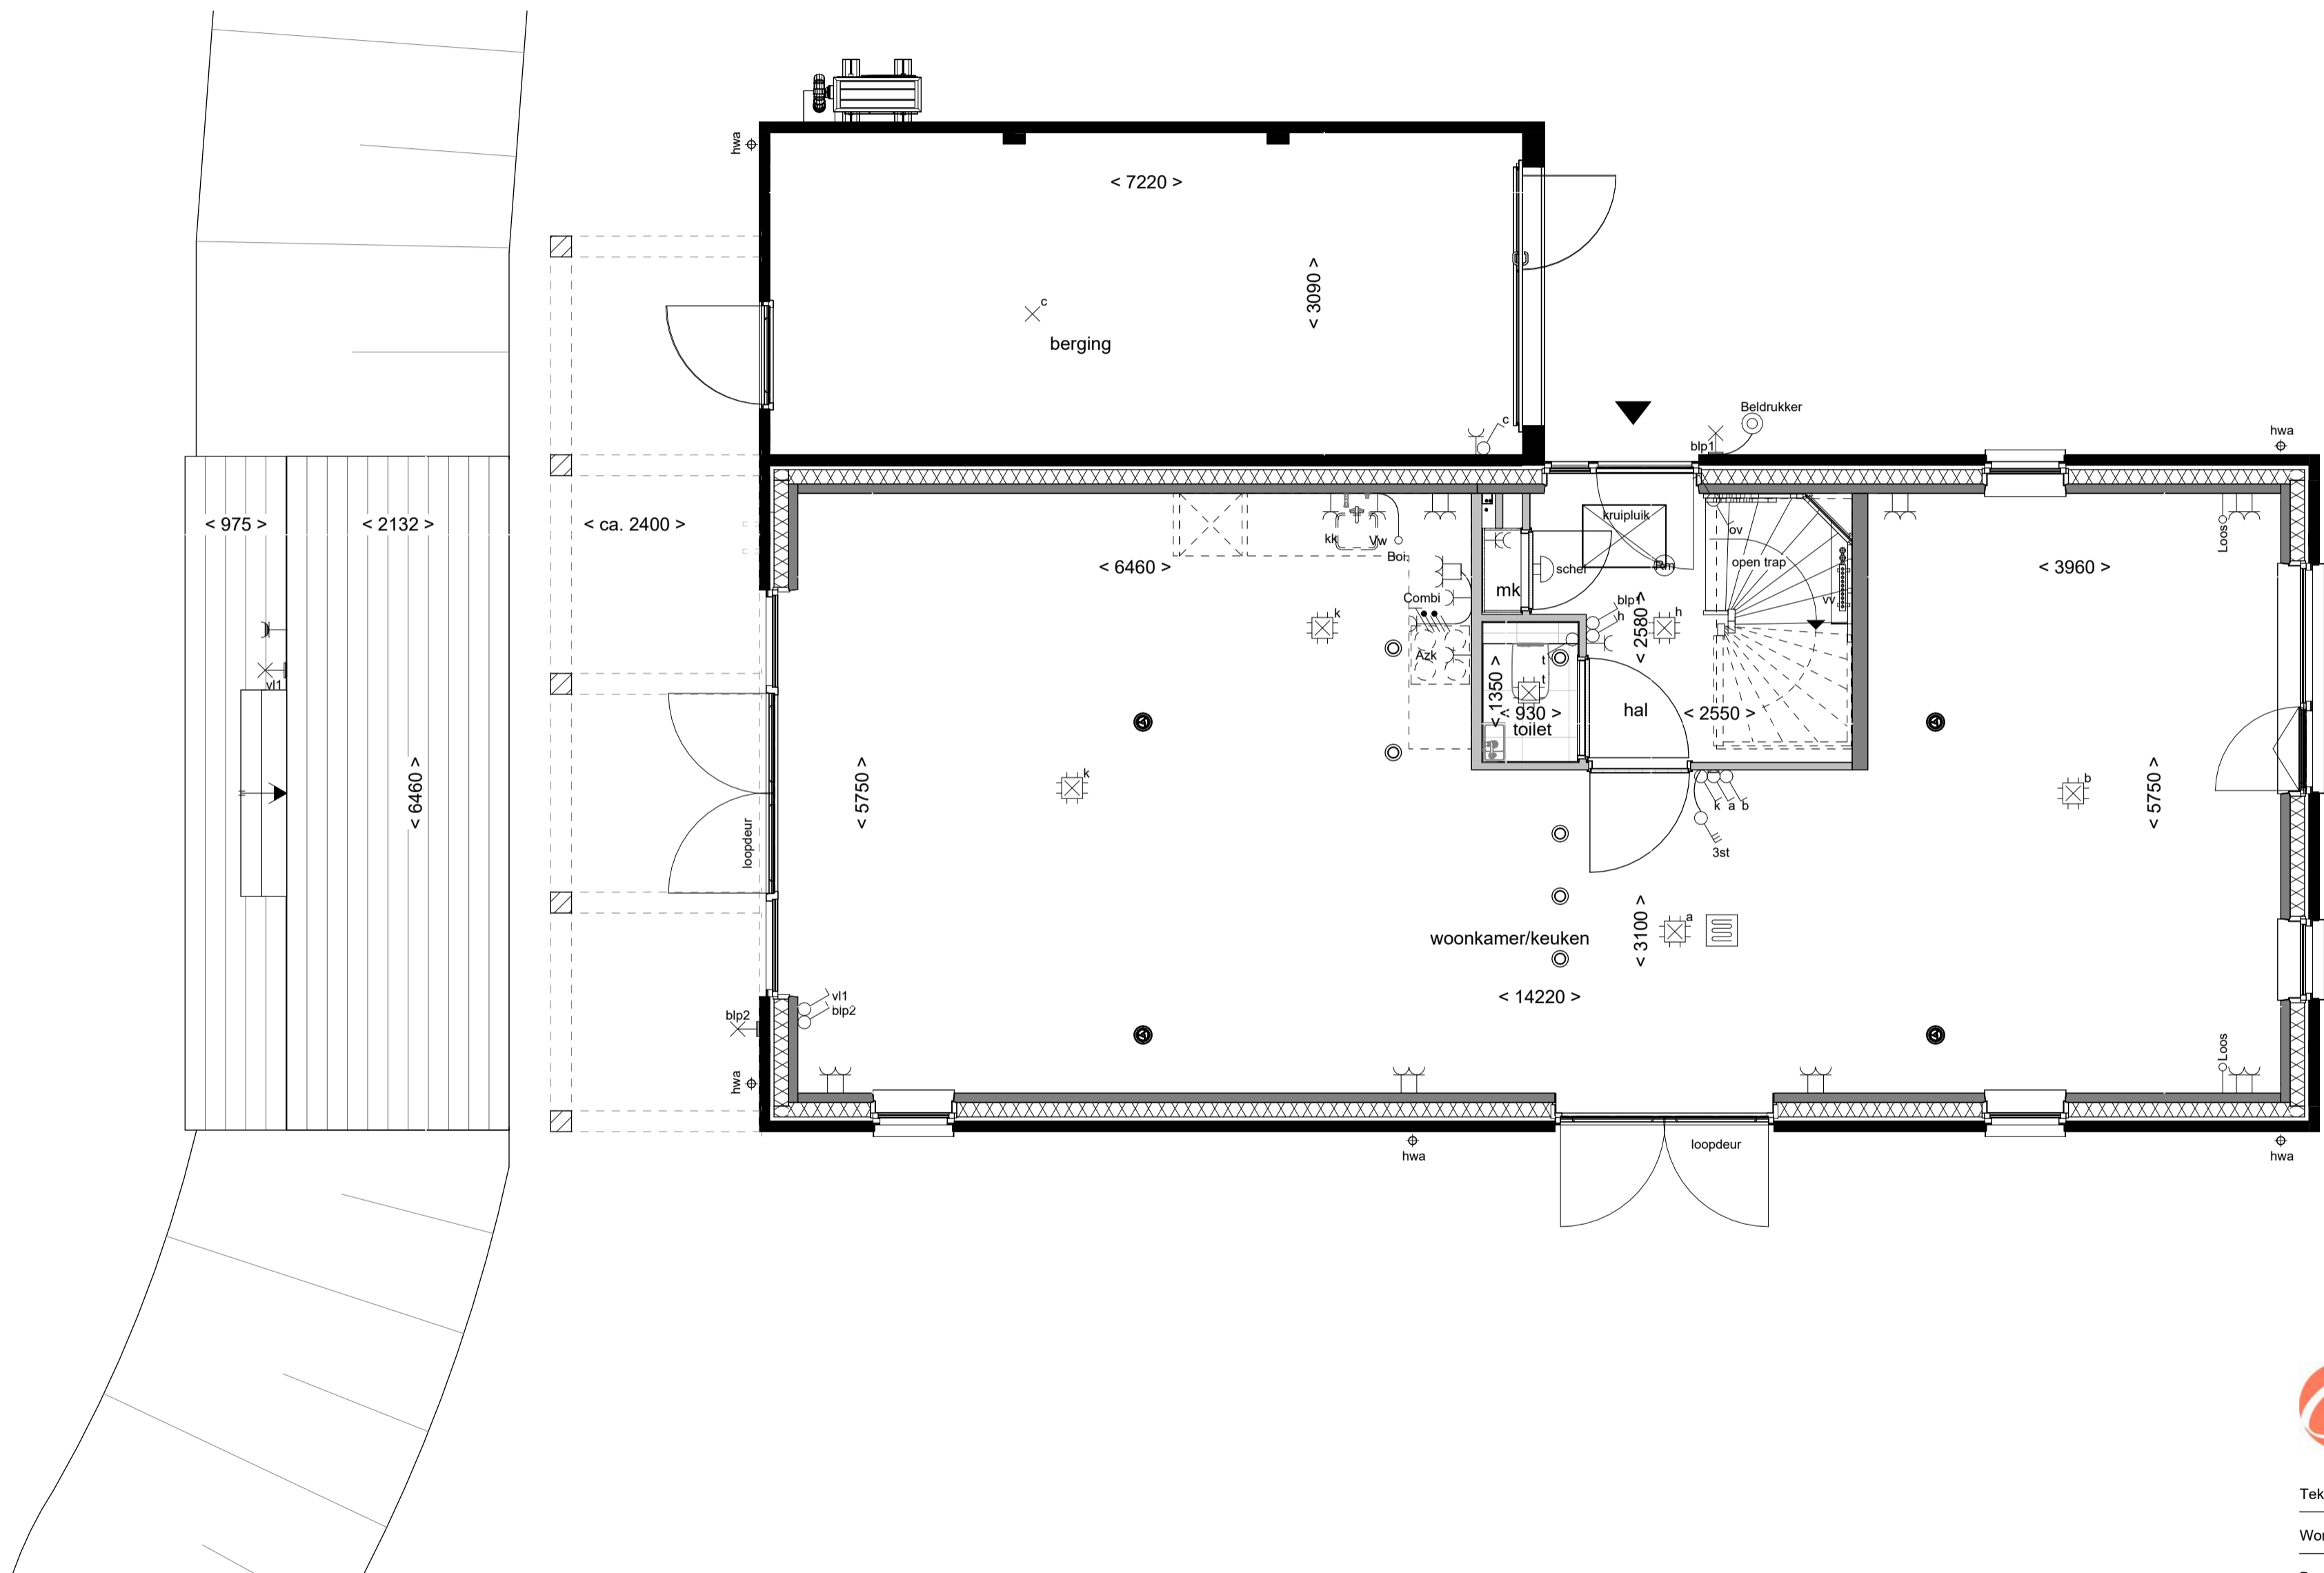 hwa
< 7220 >
< 3090 >
c
berging
c
Beldrukker
blp1
hwa
< 975 >
< 2132 >
< ca. 2400 >
< 6460 >
kk
Vw
Boi.
kruipluik
ov
open trap
Loos
< 3960 >
schel
Rm
mk
Combi
k
blp1
h
h
vv
< 2580 >
Azk
t
t
< 1350 >
< 930 >
toilet
hal
< 2550 >
vl1
< 6460 >
< 5750 >
k
loopdeur
k a b
3st
b
< 5750 >
a
< 3100 >
woonkamer/keuken
< 14220 >
vl1
blp2
blp2
hwa
Loos
hwa
loopdeur
hwa
Tek
Wor